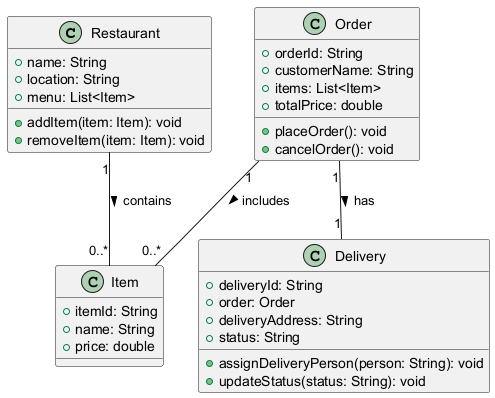 C Restaurant
name: String
location: String
menu: List<Item>
addItem(item: Item): void
removeItem(item: Item): void
C Order
orderId: String
customerName: String
items: List<Item>
totalPrice: double
placeOrder(): void
cancelOrder(): void
1
contains
0..*
1
includes
0..*
1
has
1
C Item
itemId: String
name: String
price: double
C Delivery
deliveryId: String
order: Order
deliveryAddress: String
status: String
assignDeliveryPerson(person: String): void
updateStatus(status: String): void